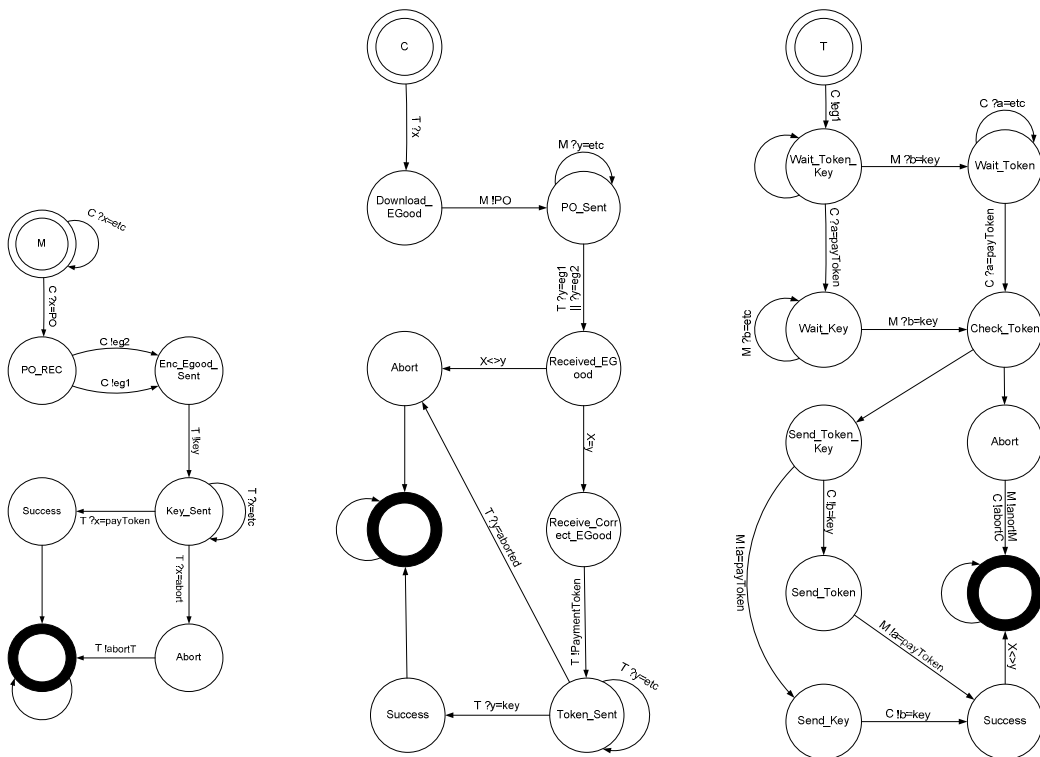 M
C ?x=etc
C ?x=PO
PO_REC
C !eg2
C !eg1
Enc_Egood_
Sent
T !key
Key_Sent
T ?x=etc
T ?x=payToken
Success
T ?x=abort
Abort
T !abortT
C
T ?x
Download_
EGood
M !PO
M ?y=etc
PO_Sent
T ?y=eg1
|| ?y=eg2
Received_EG
ood
X<>y
Abort
X=y
Receive_Corr
ect_EGood
T !PaymentToken
T ?y=aborted
T ?y=etc
Token_Sent
T ?y=key
Success
T
C !eg1
Wait_Token_
Key
M ?b=key
C ?a=etc
Wait_Token
C ?a=payToken
C ?a=payToken
M ?b=etc
Wait_Key
M ?b=key
Check_Token
Send_Token_
Key
Abort
C !b=key
M !a=payToken
M !anortM
C !abortC
Send_Token
M !a=payToken
X<>y
Send_Key
C !b=key
Success